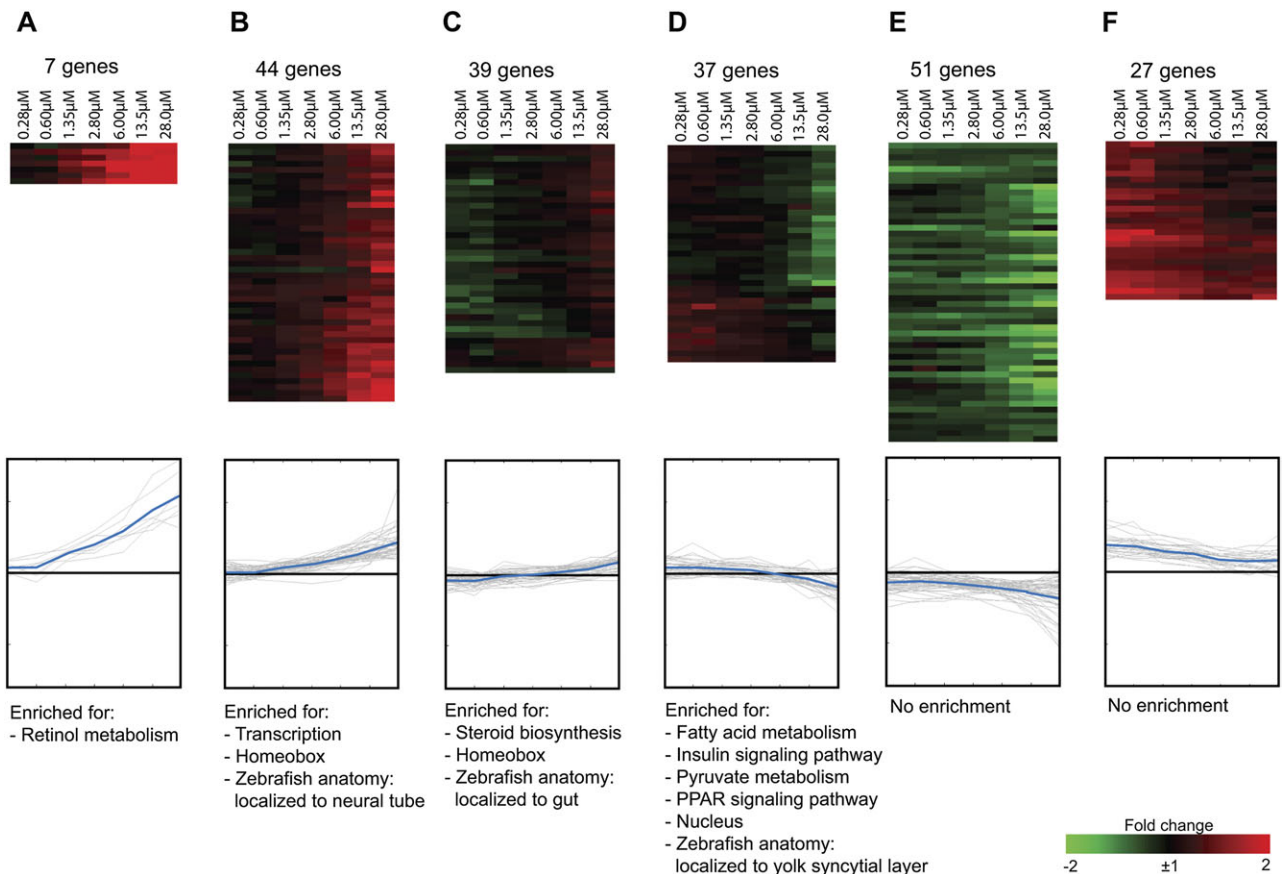 A
B
C
D
E
F
7 genes
44 genes
39 genes
37 genes
51 genes
27 genes
0.28µM
0.60µM
1.35µM
2.80µM
6.00µM
13.5µM
28.0µM
0.28µM
0.60µM
1.35µM
2.80µM
6.00µM
13.5µM
28.0µM
0.28µM
0.60µM
1.35µM
2.80µM
6.00µM
13.5µM
28.0µM
0.28µM
0.60µM
1.35µM
2.80µM
6.00µM
13.5µM
28.0µM
0.28µM
0.60µM
1.35µM
2.80µM
6.00µM
13.5µM
28.0µM
0.28µM
0.60µM
1.35µM
2.80µM
6.00µM
13.5µM
28.0µM
Enriched for:
- Retinol metabolism
Enriched for:
- Transcription
- Homeobox
- Zebrafish anatomy:
localized to neural tube
Enriched for:
- Steroid biosynthesis
- Homeobox
- Zebrafish anatomy:
localized to gut
Enriched for:
- Fatty acid metabolism
- Insulin signaling pathway
- Pyruvate metabolism
- PPAR signaling pathway
- Nucleus
- Zebrafish anatomy:
localized to yolk syncytial layer
No enrichment
No enrichment
Fold change
-2
±1
2